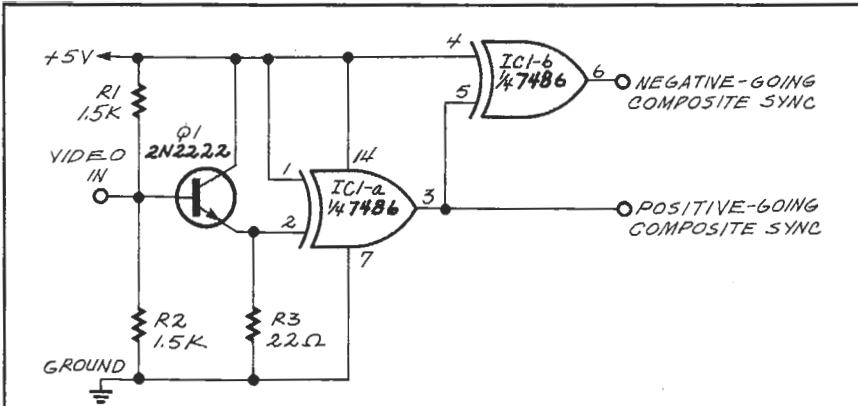 +5V
R1
1.5K
Q1
2N2222
VIDEO
IN
R2
1.5K
R3
22Ω
GROUND
1
2
14
IC1-a
1/4 7486
3
7
4
5
IC1-b
1/4 7486
6
NEGATIVE-GOING
COMPOSITE SYNC
POSITIVE-GOING
COMPOSITE SYNC